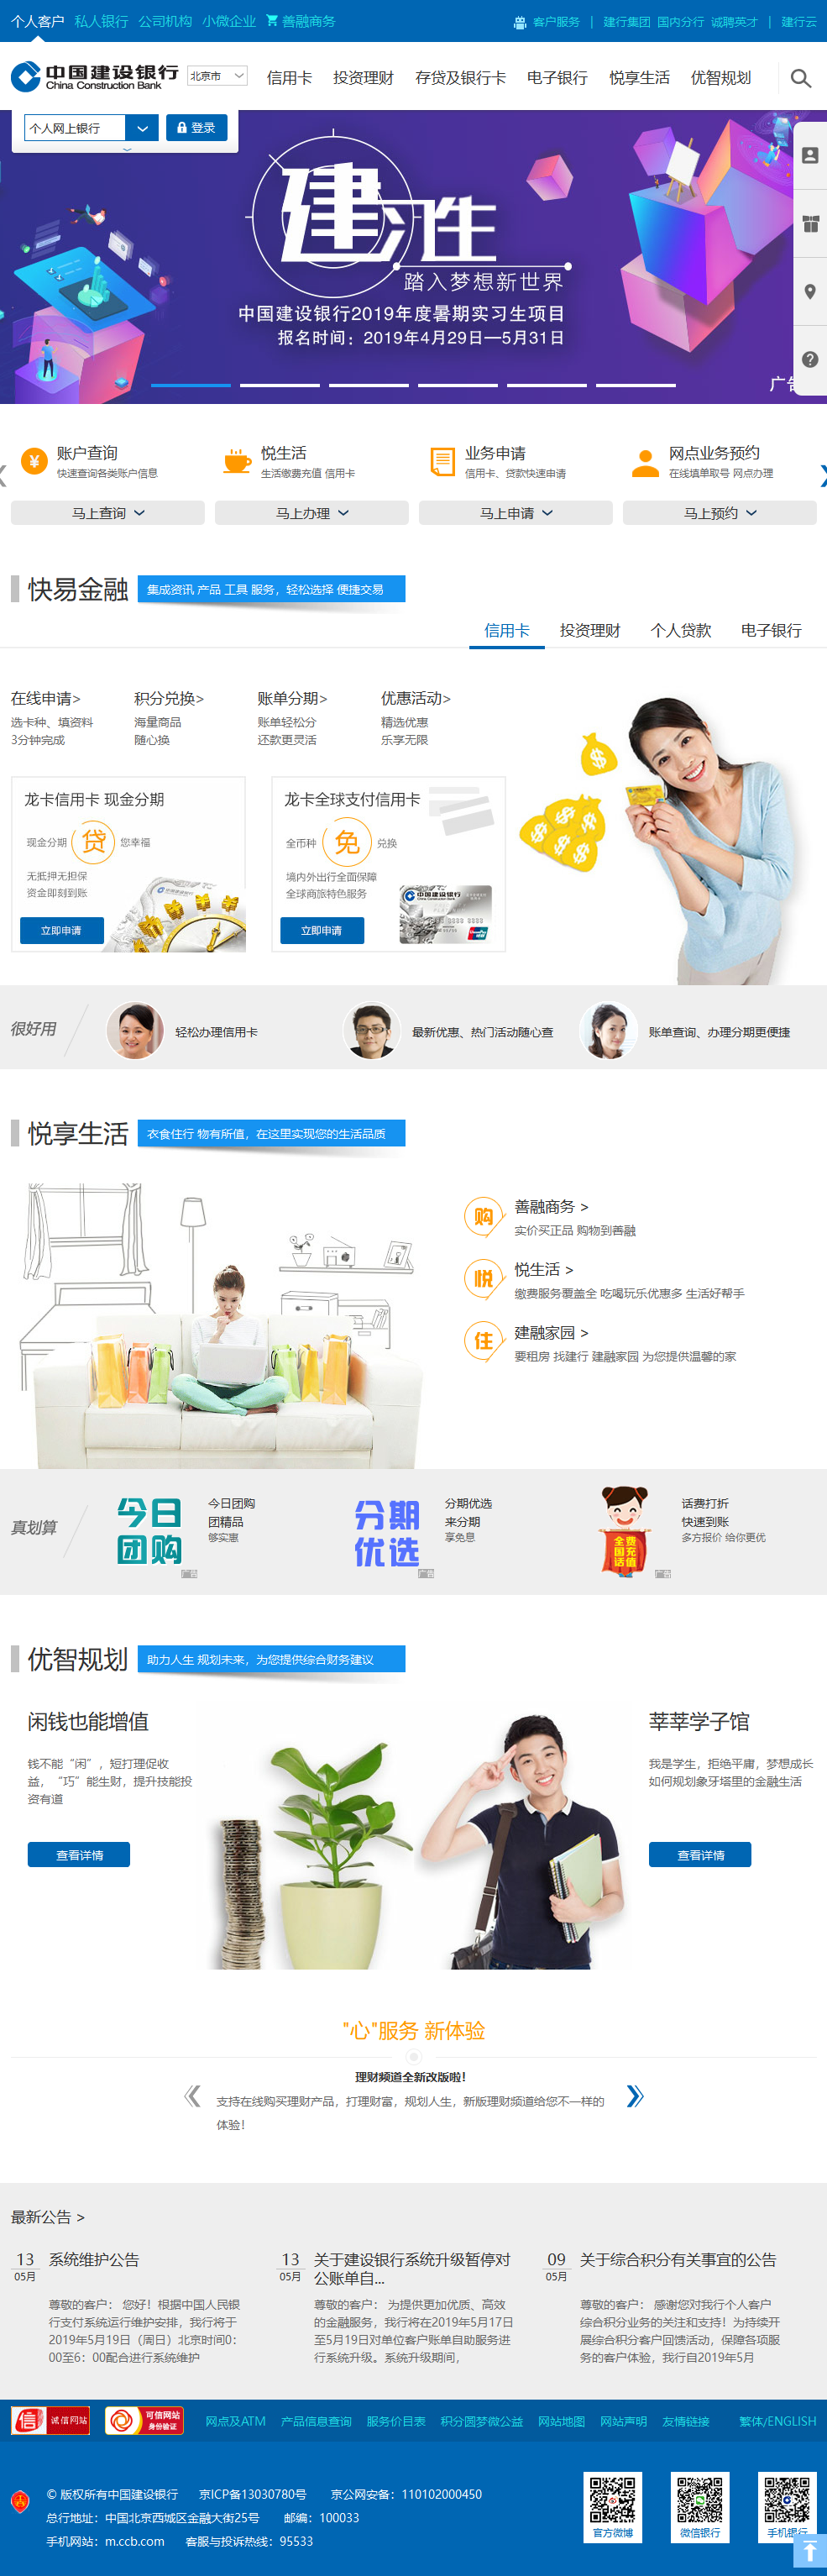 个人客户 私人银行 公司机构 小微企业 善融商务 客户服务 | 建行集团 国内分行 诚聘英才 | 建行云
中国建设银行
China Construction Bank
北京市 信用卡 投资理财 存贷及银行卡 电子银行 悦享生活 优智规划
个人网上银行 登录
踏入梦想新世界
中国建设银行2019年度暑期实习生项目
报名时间：2019年4月29日—5月31日
账户查询
快速查询各类账户信息
马上查询
悦生活
生活缴费充值 信用卡
马上办理
业务申请
信用卡、贷款快速申请
马上申请
网点业务预约
在线填单取号 网点办理
马上预约
快易金融 集成资讯 产品 工具 服务，轻松选择 便捷交易
信用卡 投资理财 个人贷款 电子银行
在线申请>
选卡种、填资料
3分钟完成
积分兑换>
海量商品
随心换
账单分期>
账单轻松分
还款更灵活
优惠活动>
精选优惠
乐享无限
龙卡信用卡 现金分期
现金分期 贷 您幸福
无抵押无担保
资金即刻到账
立即申请
龙卡全球支付信用卡
全币种 免 兑换
境内外出行全面保障
全球商旅特色服务
立即申请
中国建设银行
很好用 轻松办理信用卡 最新优惠、热门活动随心查 账单查询、办理分期更便捷
悦享生活 衣食住行 物有所值，在这里实现您的生活品质
购 善融商务 >
实价买正品 购物到善融
悦 悦生活 >
缴费服务覆盖全 吃喝玩乐优惠多 生活好帮手
住 建融家园 >
要租房 找建行 建融家园 为您提供温馨的家
真划算
今日
团购
今日团购
团精品
够实惠
分期
优选
分期优选
来分期
享免息
全国话费充值
话费打折
快速到账
多方报价 给你更优
优智规划 助力人生 规划未来，为您提供综合财务建议
闲钱也能增值
钱不能“闲”，短打理促收
益，“巧”能生财，提升技能投
资有道
查看详情
莘莘学子馆
我是学生，拒绝平庸，梦想成长
如何规划象牙塔里的金融生活
查看详情
"心"服务 新体验
理财频道全新改版啦！
支持在线购买理财产品，打理财富，规划人生，新版理财频道给您不一样的
体验！
最新公告 >
13
05月
系统维护公告
尊敬的客户： 您好！根据中国人民银
行支付系统运行维护安排，我行将于
2019年5月19日（周日）北京时间0：
00至6：00配合进行系统维护
13
05月
关于建设银行系统升级暂停对
公账单自...
尊敬的客户： 为提供更加优质、高效
的金融服务，我行将在2019年5月17日
至5月19日对单位客户账单自助服务进
行系统升级。系统升级期间，
09
05月
关于综合积分有关事宜的公告
尊敬的客户： 感谢您对我行个人客户
综合积分业务的关注和支持！为持续开
展综合积分客户回馈活动，保障各项服
务的客户体验，我行自2019年5月
诚信网站 可信网站 身份验证 网点及ATM 产品信息查询 服务价目表 积分圆梦微公益 网站地图 网站声明 友情链接 繁体/ENGLISH
© 版权所有中国建设银行 京ICP备13030780号 京公网安备：110102000450
总行地址：中国北京西城区金融大街25号 邮编：100033
手机网站：m.ccb.com 客服与投诉热线：95533
官方微博 微信银行 手机银行